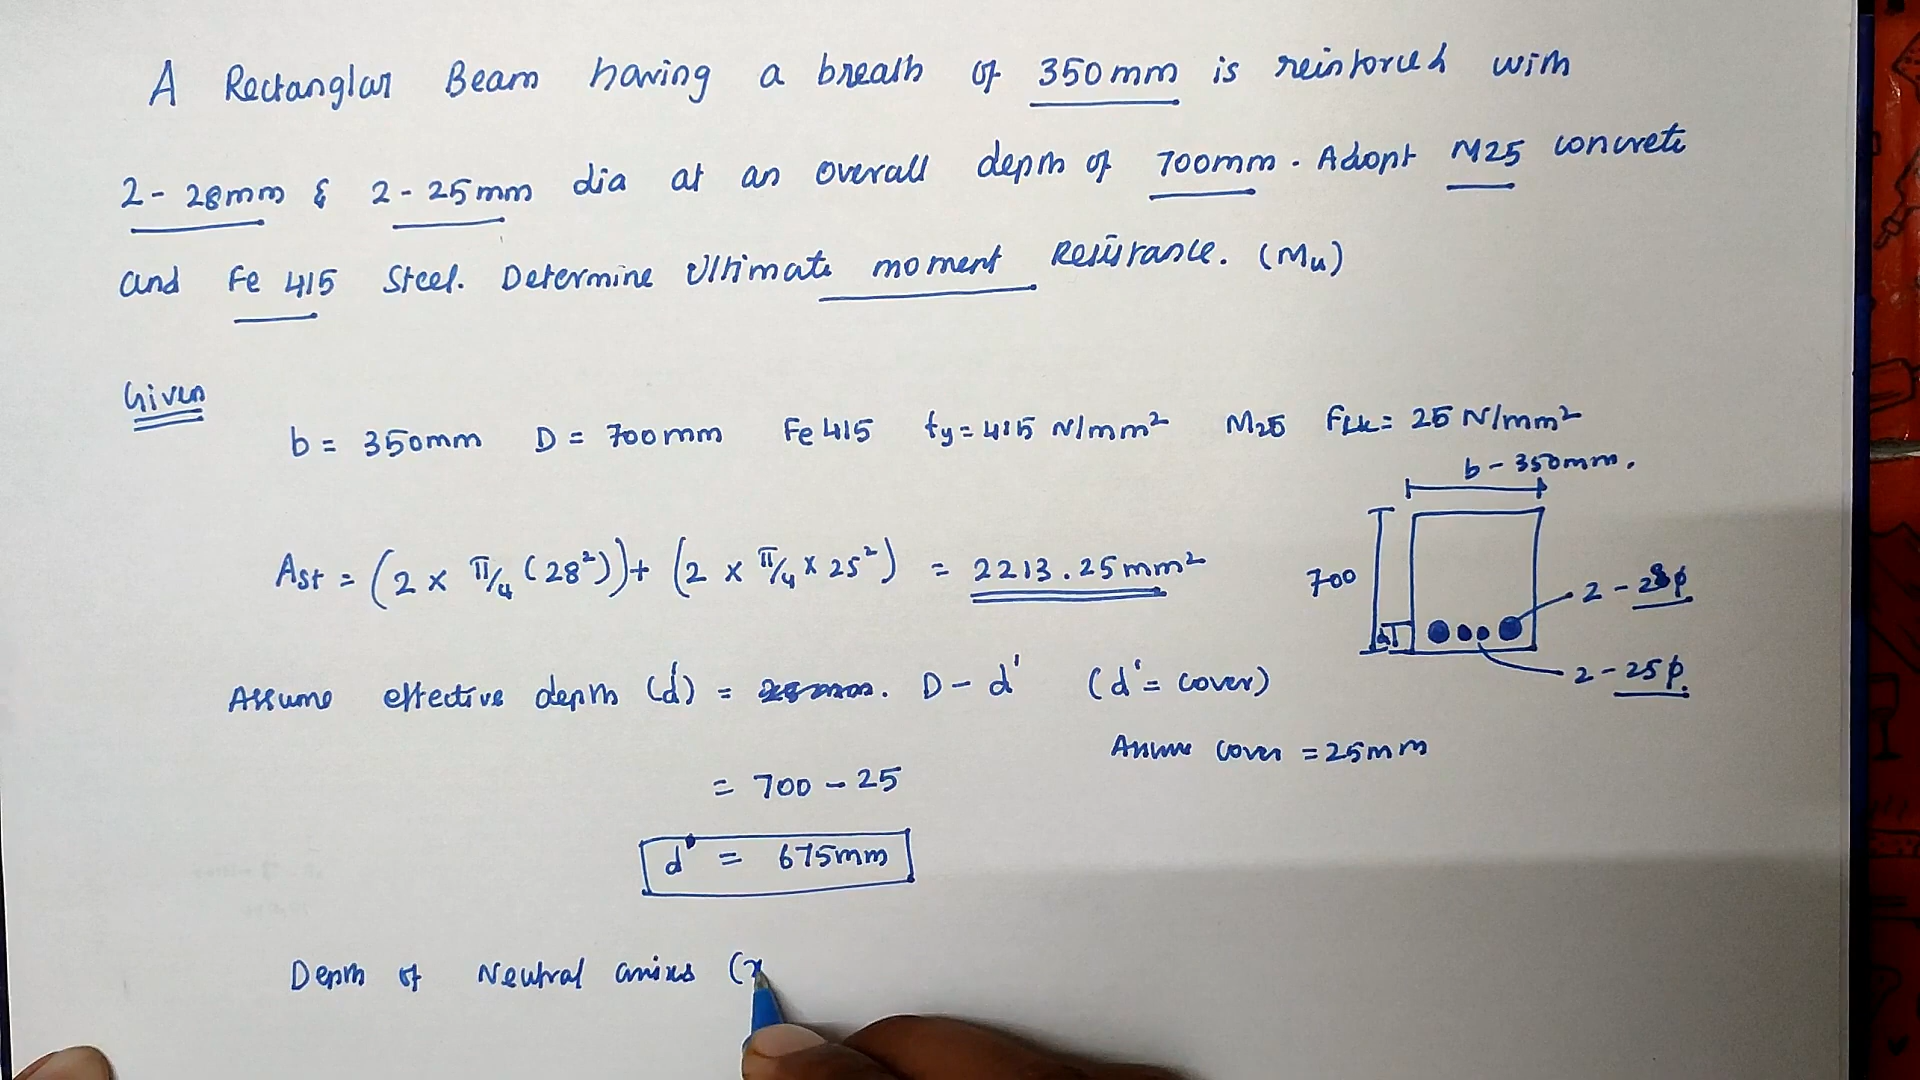 A Rectanglar Beam having a breath of 350mm is reinforced with
2 - 28mm & 2 - 25mm dia at an overall depth of 700mm. Adopt M25 concrete
and Fe 415 Steel. Determine Ultimate moment Resistance. (Mu)
Given
b = 350mm D = 700mm Fe 415 fy = 415 N/mm² M25 Fck = 25 N/mm²
b - 350mm.
Ast = (2 x π/4 (28²)) + (2 x π/4 x 25²) = 2213.25mm²
700
2 - 28φ
2 - 25φ.
Assume effective depth (d) = D - d' (d' = cover)
Assume cover = 25mm
= 700 - 25
d = 675mm
Depth of Neutral axixs (x